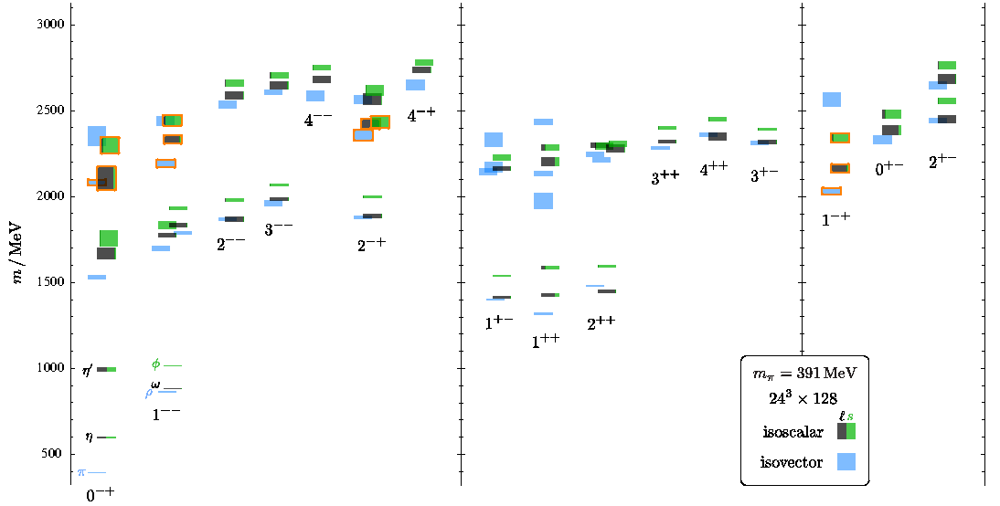 3000
2500
2000
1500
1000
500
m / MeV
π
η
η′
0⁻⁺
ϕ
ω
ρ
1⁻⁻
2⁻⁻
3⁻⁻
4⁻⁻
2⁻⁺
4⁻⁺
1⁺⁻
1⁺⁺
2⁺⁺
3⁺⁺
4⁺⁺
3⁺⁻
1⁻⁺
0⁺⁻
2⁺⁻
mπ = 391 MeV
24³ × 128
ℓ s
isoscalar
isovector